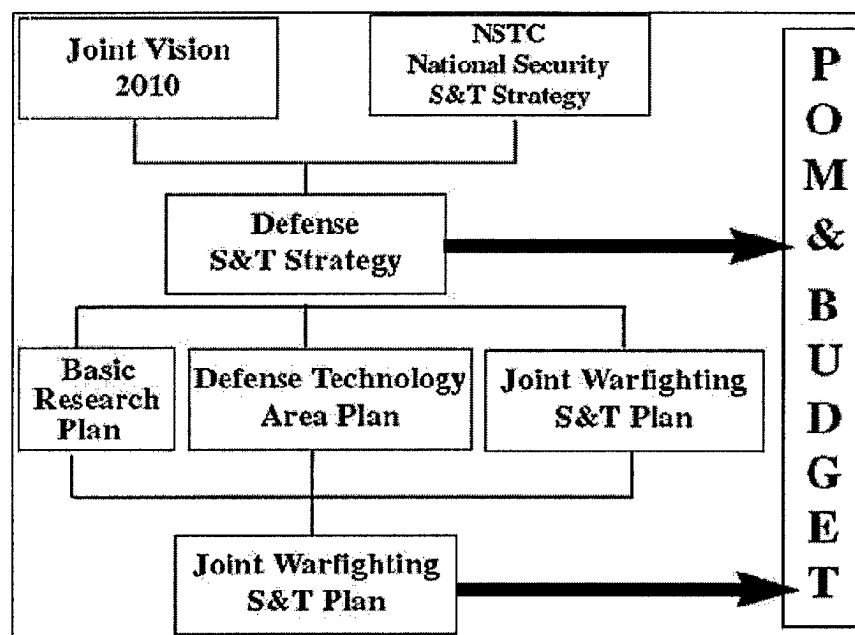 Joint Vision
2010
NSTC
National Security
S&T Strategy
Defense
S&T Strategy
Basic
Research
Plan
Defense Technology
Area Plan
Joint Warfighting
S&T Plan
Joint Warfighting
S&T Plan
P
O
M
&
B
U
D
G
E
T